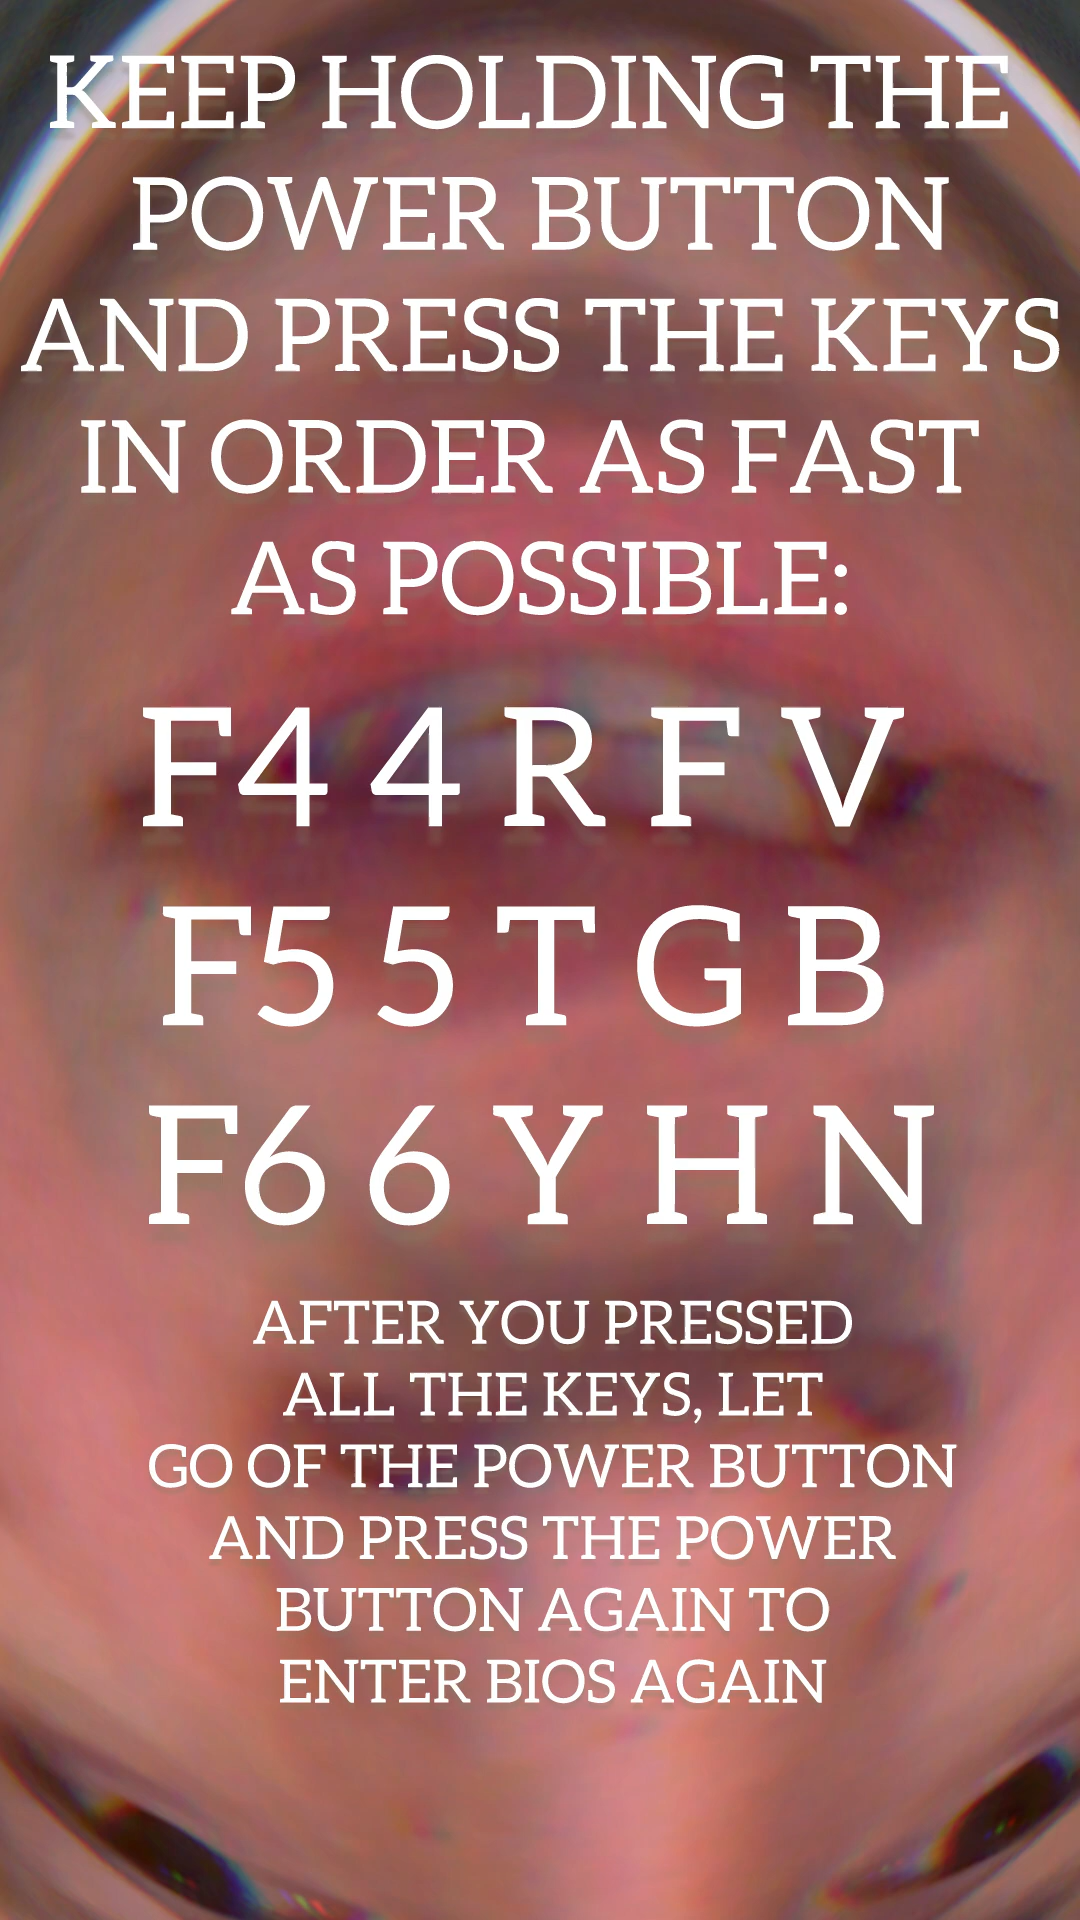 KEEP HOLDING THE
POWER BUTTON
AND PRESS THE KEYS
IN ORDER AS FAST
AS POSSIBLE:
F4 4 R F V
F5 5 T G B
F6 6 Y H N
AFTER YOU PRESSED
ALL THE KEYS, LET
GO OF THE POWER BUTTON
AND PRESS THE POWER
BUTTON AGAIN TO
ENTER BIOS AGAIN